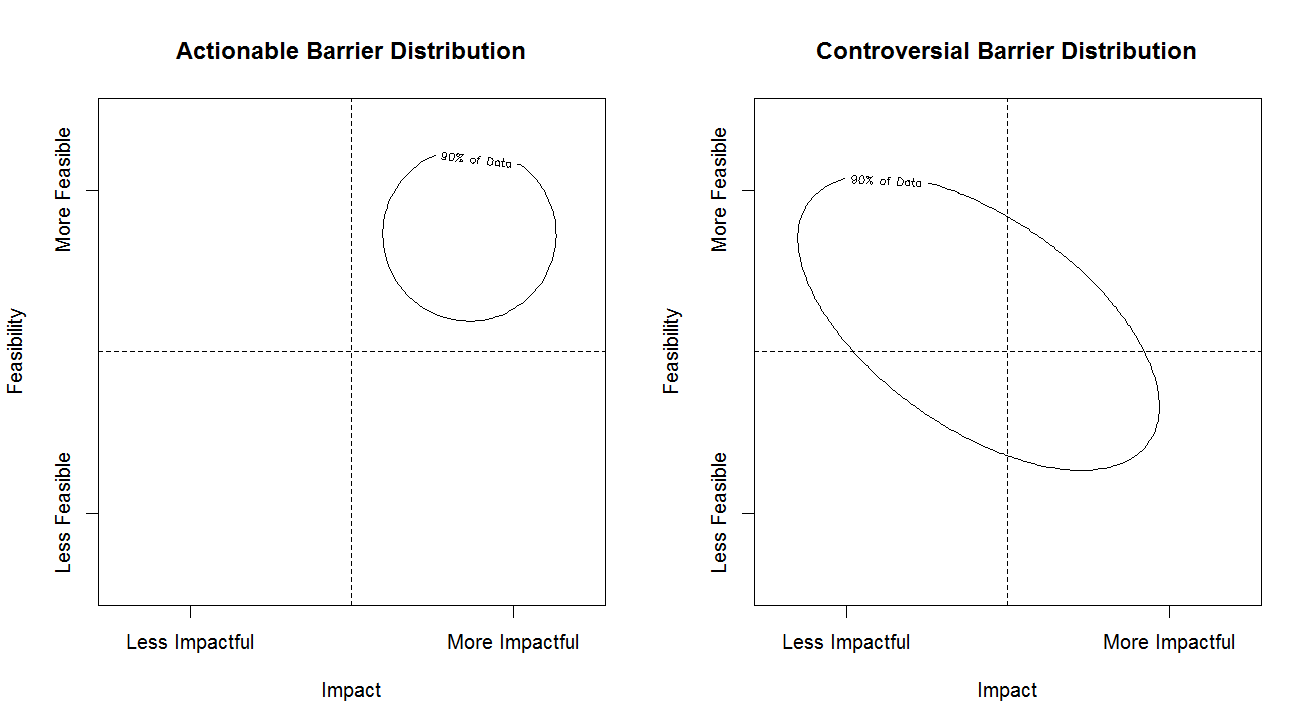 Actionable Barrier Distribution
More Feasible
Feasibility
Less Feasible
90% of Data
Less Impactful
More Impactful
Impact
Controversial Barrier Distribution
More Feasible
Feasibility
Less Feasible
90% of Data
Less Impactful
More Impactful
Impact